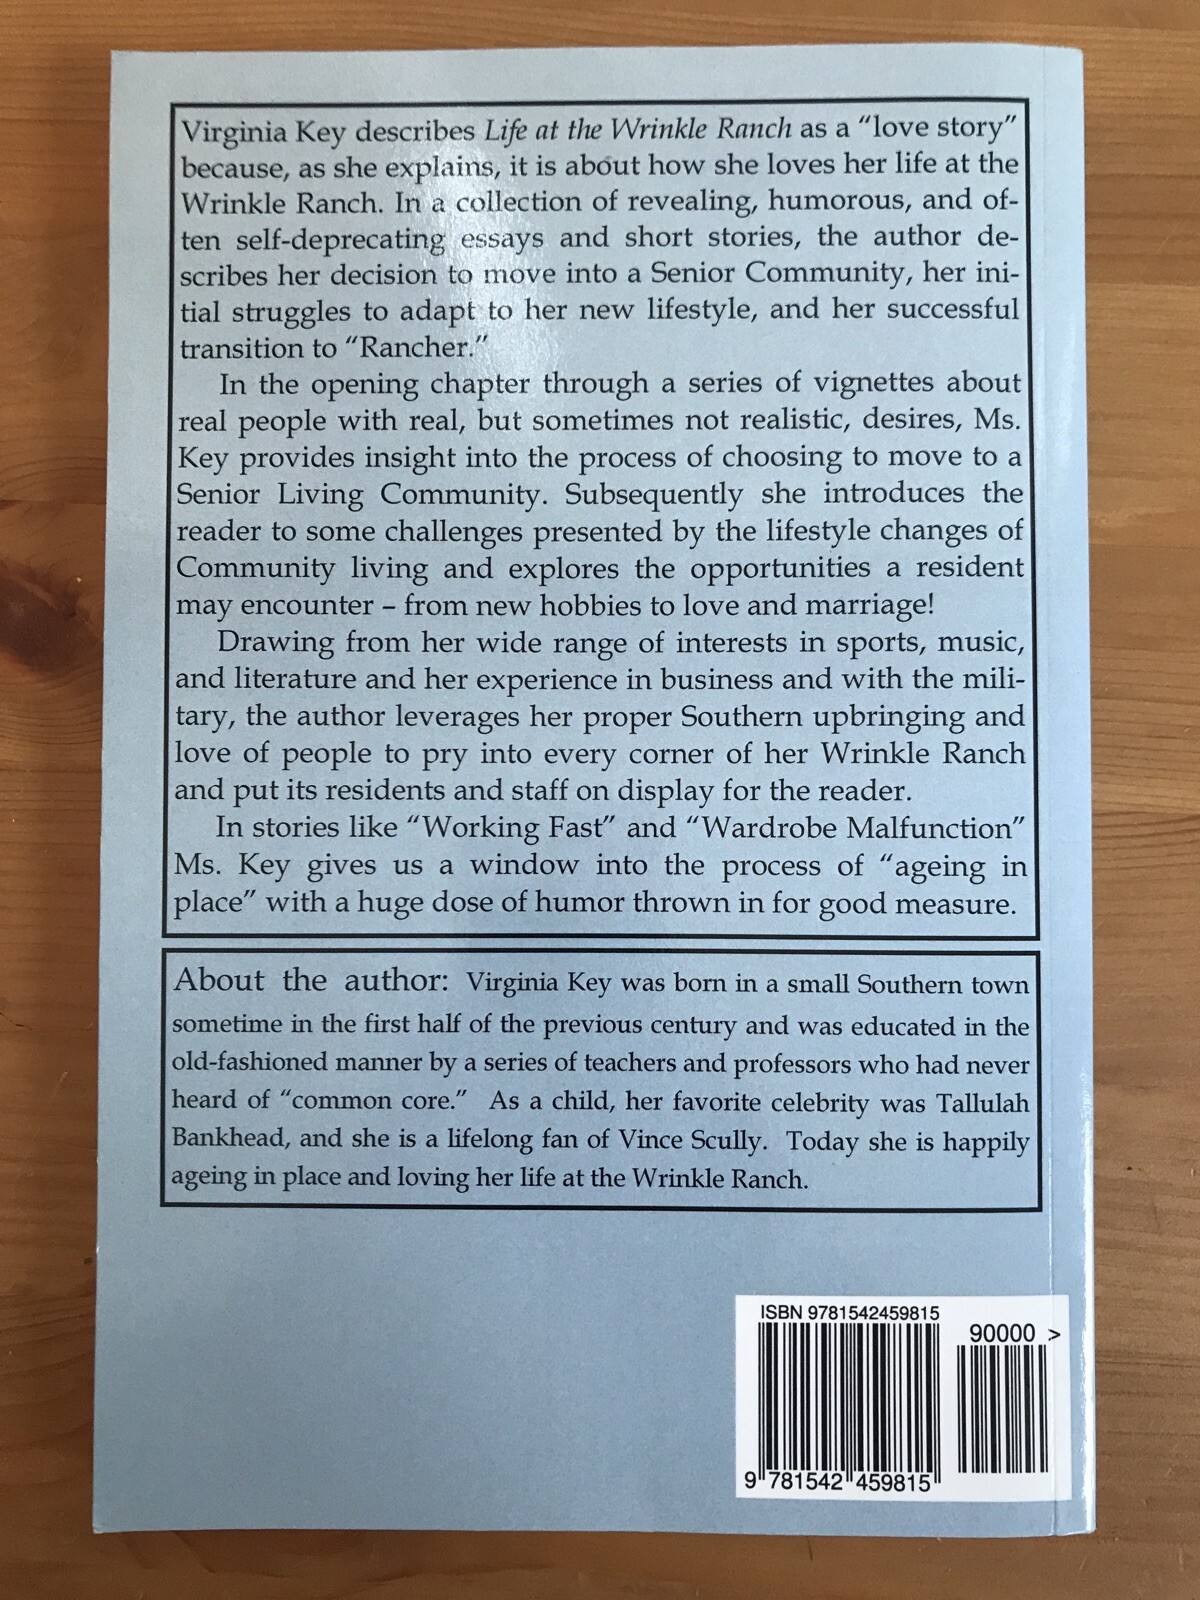 Virginia Key describes Life at the Wrinkle Ranch as a “love story”
because, as she explains, it is about how she loves her life at the
Wrinkle Ranch. In a collection of revealing, humorous, and of-
ten self-deprecating essays and short stories, the author de-
scribes her decision to move into a Senior Community, her ini-
tial struggles to adapt to her new lifestyle, and her successful
transition to “Rancher.”
In the opening chapter through a series of vignettes about
real people with real, but sometimes not realistic, desires, Ms.
Key provides insight into the process of choosing to move to a
Senior Living Community. Subsequently she introduces the
reader to some challenges presented by the lifestyle changes of
Community living and explores the opportunities a resident
may encounter – from new hobbies to love and marriage!
Drawing from her wide range of interests in sports, music,
and literature and her experience in business and with the mili-
tary, the author leverages her proper Southern upbringing and
love of people to pry into every corner of her Wrinkle Ranch
and put its residents and staff on display for the reader.
In stories like “Working Fast” and “Wardrobe Malfunction”
Ms. Key gives us a window into the process of “ageing in
place” with a huge dose of humor thrown in for good measure.
About the author: Virginia Key was born in a small Southern town
sometime in the first half of the previous century and was educated in the
old-fashioned manner by a series of teachers and professors who had never
heard of “common core.” As a child, her favorite celebrity was Tallulah
Bankhead, and she is a lifelong fan of Vince Scully. Today she is happily
ageing in place and loving her life at the Wrinkle Ranch.
ISBN 9781542459815
90000 >
9 781542 459815